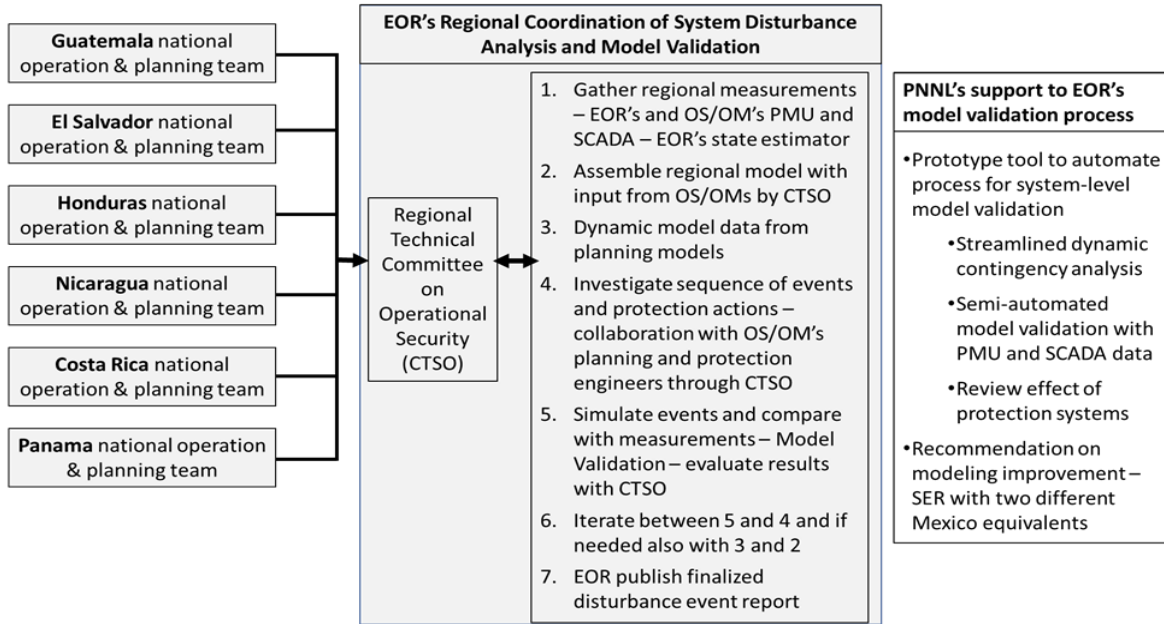 Guatemala national
operation & planning team
El Salvador national
operation & planning team
Honduras national
operation & planning team
Nicaragua national
operation & planning team
Costa Rica national
operation & planning team
Panama national operation
& planning team
EOR's Regional Coordination of System Disturbance
Analysis and Model Validation
Regional
Technical
Committee
on
Operational
Security
(CTSO)
1. Gather regional measurements
– EOR's and OS/OM's PMU and
SCADA – EOR's state estimator
2. Assemble regional model with
input from OS/OMs by CTSO
3. Dynamic model data from
planning models
4. Investigate sequence of events
and protection actions –
collaboration with OS/OM's
planning and protection
engineers through CTSO
5. Simulate events and compare
with measurements – Model
Validation – evaluate results
with CTSO
6. Iterate between 5 and 4 and if
needed also with 3 and 2
7. EOR publish finalized
disturbance event report
PNNL's support to EOR's
model validation process
•Prototype tool to automate
process for system-level
model validation
•Streamlined dynamic
contingency analysis
•Semi-automated
model validation with
PMU and SCADA data
•Review effect of
protection systems
•Recommendation on
modeling improvement –
SER with two different
Mexico equivalents